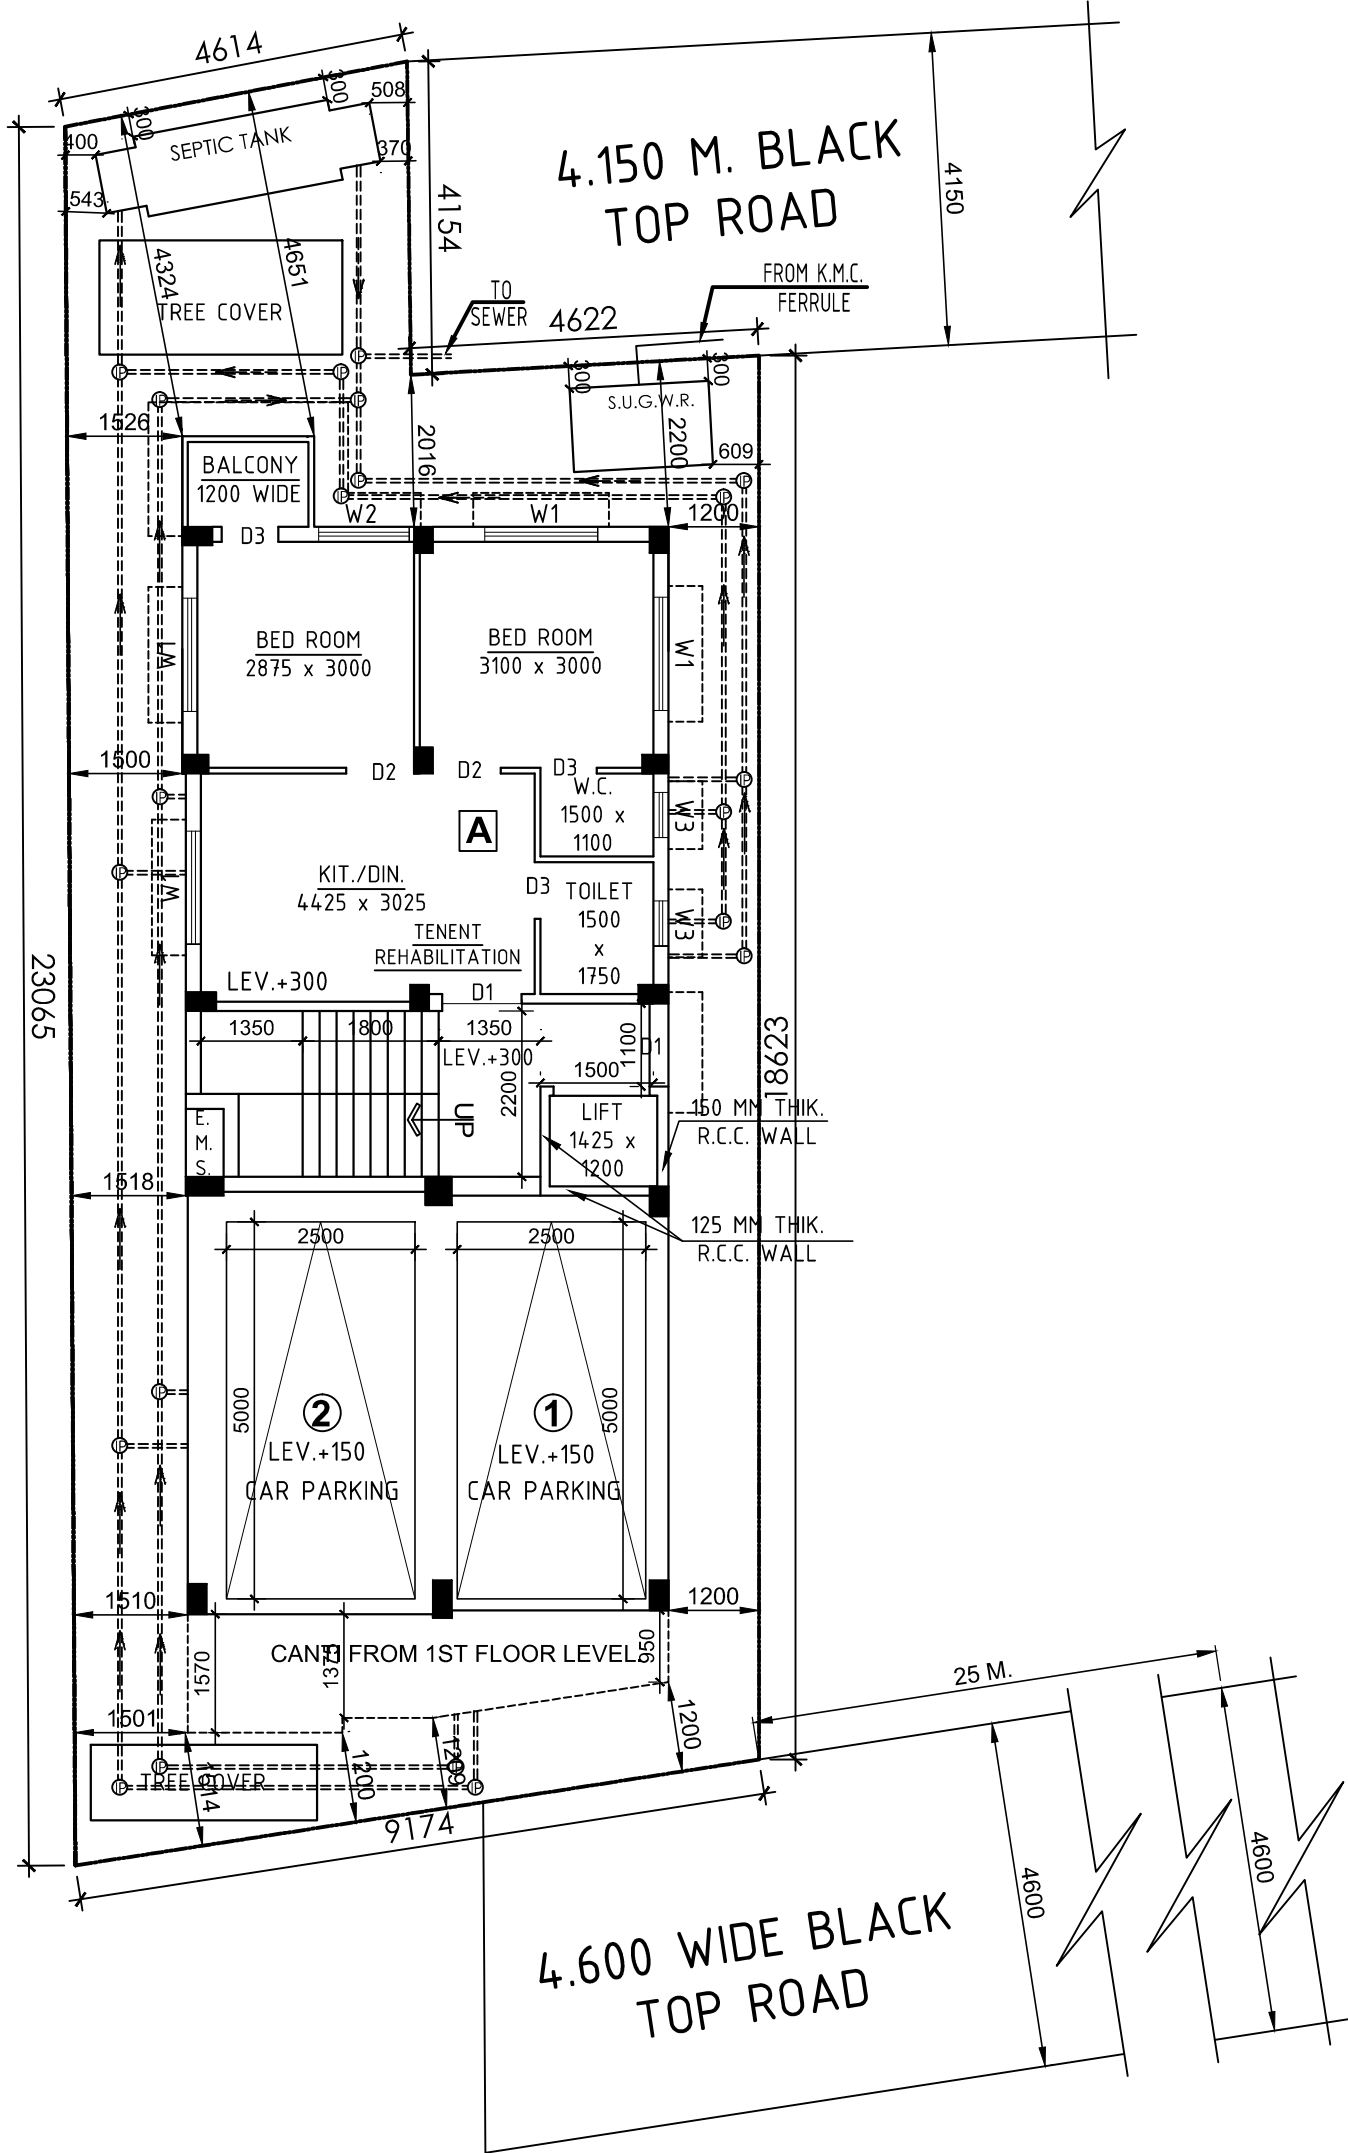 4614
300
508
400
300
SEPTIC TANK
370
543
4154
4324
4651
TREE COVER
4.150 M. BLACK
TOP ROAD
4150
FROM K.M.C.
FERRULE
TO
SEWER
4622
300
300
S.U.G.W.R.
609
2200
2016
1526
BALCONY
1200 WIDE
W2
W1
1200
D3
BED ROOM
2875 x 3000
BED ROOM
3100 x 3000
W1
W1
1500
D2
D2
D3
W.C.
1500 x
1100
W3
A
KIT./DIN.
4425 x 3025
D3
TOILET
1500
x
1750
W3
TENENT
REHABILITATION
LEV.+300
D1
23065
18623
1350
1800
1350
LEV.+300
1100
D1
1500
2200
UP
LIFT
1425 x
1200
E.
M.
S.
150 MM THIK.
R.C.C. WALL
1518
125 MM THIK.
R.C.C. WALL
2500
2500
5000
5000
2
1
LEV.+150
CAR PARKING
LEV.+150
CAR PARKING
1510
1200
1570
1375
CANTI FROM 1ST FLOOR LEVEL.
950
1501
1200
1200
TREE COVER
1514
9174
25 M.
4600
4600
4.600 WIDE BLACK
TOP ROAD